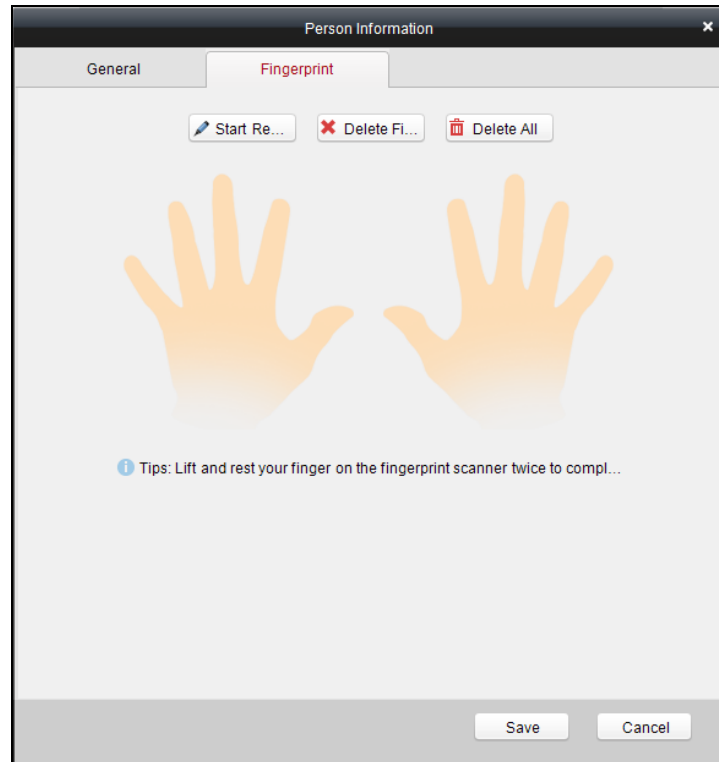 Person Information
General Fingerprint
Start Re... Delete Fi... Delete All
Tips: Lift and rest your finger on the fingerprint scanner twice to compl...
Save Cancel